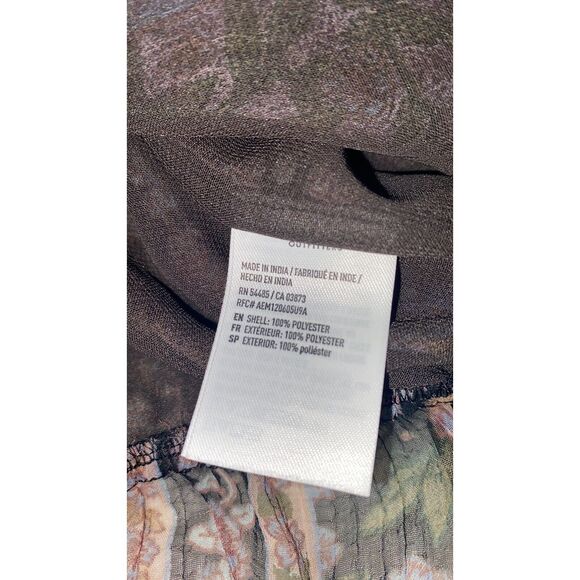 OUTFITTERS
MADE IN INDIA / FABRIQUÉ EN INDE /
HECHO EN INDIA
RN 54485 / CA 03873
RFC# AEM120605U9A
EN SHELL: 100% POLYESTER
FR EXTÉRIEUR: 100% POLYESTER
SP EXTERIOR: 100% poliéster